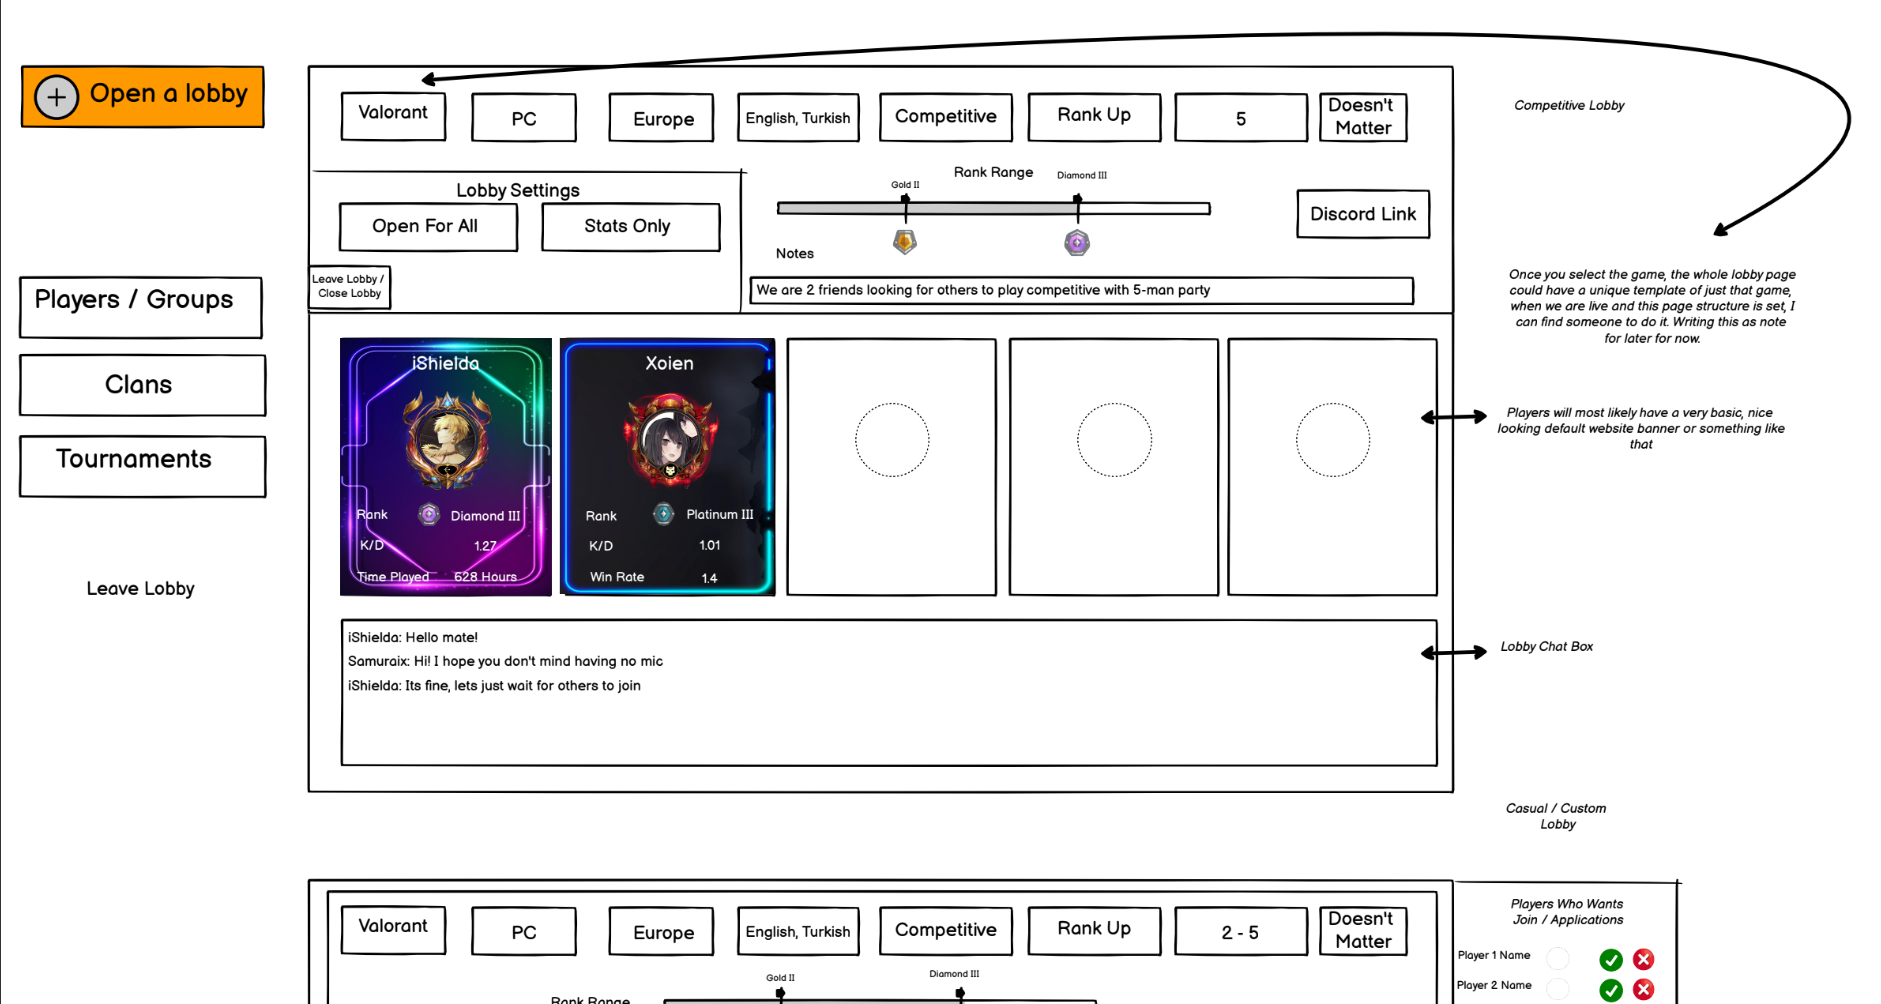 Open a lobby
Players / Groups
Clans
Tournaments
Leave Lobby
Valorant
PC
Europe
English, Turkish
Competitive
Rank Up
5
Doesn't
Matter
Lobby Settings
Open For All
Stats Only
Leave Lobby /
Close Lobby
Rank Range
Gold II
Diamond III
Discord Link
Notes
We are 2 friends looking for others to play competitive with 5-man party
iShielda
Rank
Diamond III
K/D
1.27
Time Played
628 Hours
Xoien
Rank
Platinum III
K/D
1.01
Win Rate
1.4
iShielda: Hello mate!
Samuraix: Hi! I hope you don't mind having no mic
iShielda: Its fine, lets just wait for others to join
Competitive Lobby
Once you select the game, the whole lobby page
could have a unique template of just that game,
when we are live and this page structure is set, I
can find someone to do it. Writing this as note
for later for now.
Players will most likely have a very basic, nice
looking default website banner or something like
that
Lobby Chat Box
Casual / Custom
Lobby
Valorant
PC
Europe
English, Turkish
Competitive
Rank Up
2 - 5
Doesn't
Matter
Gold II
Diamond III
Rank Range
Players Who Wants
Join / Applications
Player 1 Name
Player 2 Name